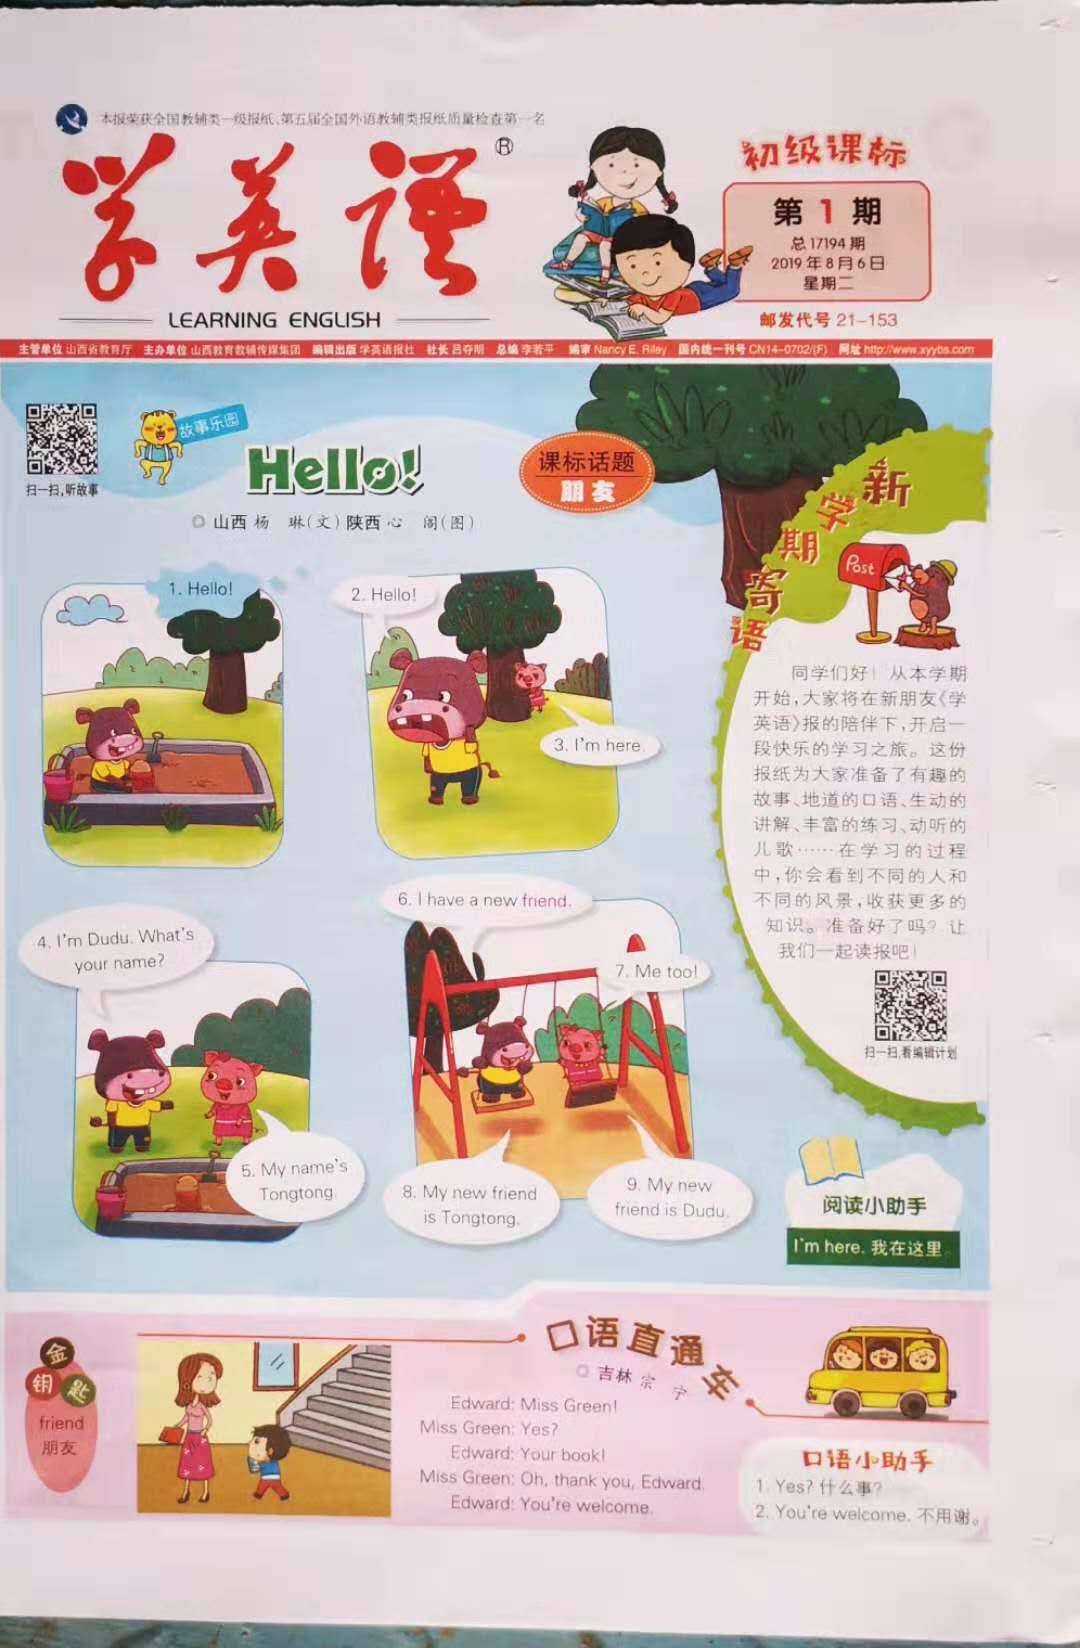 本报荣获全国教辅类一级报纸、第五届全国外语教辅类报纸质量检查第一名
学英语®
LEARNING ENGLISH
初级课标
第1期
总17194期
2019年8月6日
星期二
邮发代号 21-153
主管单位 山西省教育厅 主办单位 山西教育教辅传媒集团 编辑出版 学英语报社 社长 吕夺明 总编 李若平 编审 Nancy E. Riley 国内统一刊号 CN14-0702/(F) 网址 http://www.xyybs.com
扫一扫,听故事
故事乐园
Hello!
◎ 山西 杨 琳(文) 陕西 心 阁(图)
课标话题
朋友
1. Hello!
2. Hello!
3. I'm here.
4. I'm Dudu. What's
your name?
5. My name's
Tongtong.
6. I have a new friend.
7. Me too!
8. My new friend
is Tongtong.
9. My new
friend is Dudu.
新学期寄语
Post
同学们好!从本学期
开始,大家将在新朋友《学
英语》报的陪伴下,开启一
段快乐的学习之旅。这份
报纸为大家准备了有趣的
故事、地道的口语、生动的
讲解、丰富的练习、动听的
儿歌……在学习的过程
中,你会看到不同的人和
不同的风景,收获更多的
知识。准备好了吗?让
我们一起读报吧!
扫一扫,看编辑计划
阅读小助手
I'm here. 我在这里。
金钥匙
friend
朋友
口语直通车
◎ 吉林 宗 宁
Edward: Miss Green!
Miss Green: Yes?
Edward: Your book!
Miss Green: Oh, thank you, Edward.
Edward: You're welcome.
口语小助手
1. Yes? 什么事?
2. You're welcome. 不用谢。